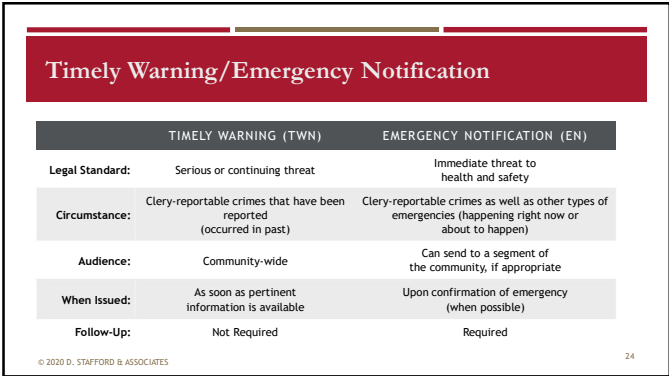 Timely Warning/Emergency Notification
TIMELY WARNING (TWN) EMERGENCY NOTIFICATION (EN)
Legal Standard: Serious or continuing threat Immediate threat to
health and safety
Circumstance: Clery-reportable crimes that have been
reported
(occurred in past) Clery-reportable crimes as well as other types of
emergencies (happening right now or
about to happen)
Audience: Community-wide Can send to a segment of
the community, if appropriate
When Issued: As soon as pertinent
information is available Upon confirmation of emergency
(when possible)
Follow-Up: Not Required Required
© 2020 D. STAFFORD & ASSOCIATES
24